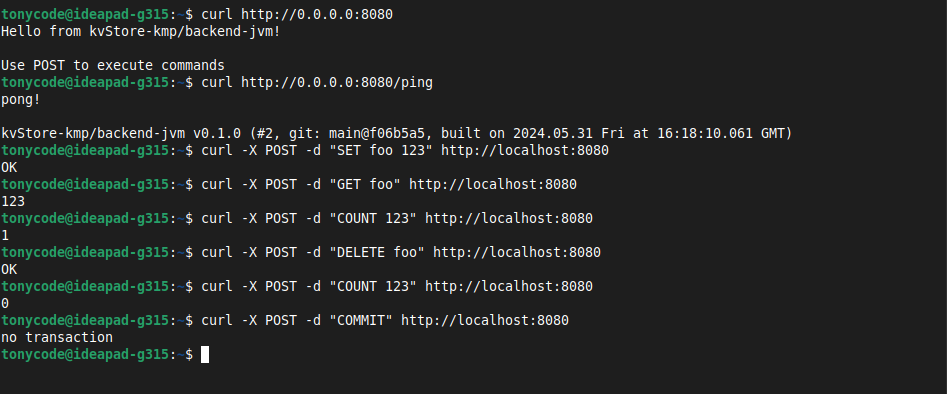 tonycode@ideapad-g315:~$ curl http://0.0.0.0:8080
Hello from kvStore-kmp/backend-jvm!
Use POST to execute commands
tonycode@ideapad-g315:~$ curl http://0.0.0.0:8080/ping
pong!
kvStore-kmp/backend-jvm v0.1.0 (#2, git: main@f06b5a5, built on 2024.05.31 Fri at 16:18:10.061 GMT)
tonycode@ideapad-g315:~$ curl -X POST -d "SET foo 123" http://localhost:8080
OK
tonycode@ideapad-g315:~$ curl -X POST -d "GET foo" http://localhost:8080
123
tonycode@ideapad-g315:~$ curl -X POST -d "COUNT 123" http://localhost:8080
1
tonycode@ideapad-g315:~$ curl -X POST -d "DELETE foo" http://localhost:8080
OK
tonycode@ideapad-g315:~$ curl -X POST -d "COUNT 123" http://localhost:8080
0
tonycode@ideapad-g315:~$ curl -X POST -d "COMMIT" http://localhost:8080
no transaction
tonycode@ideapad-g315:~$